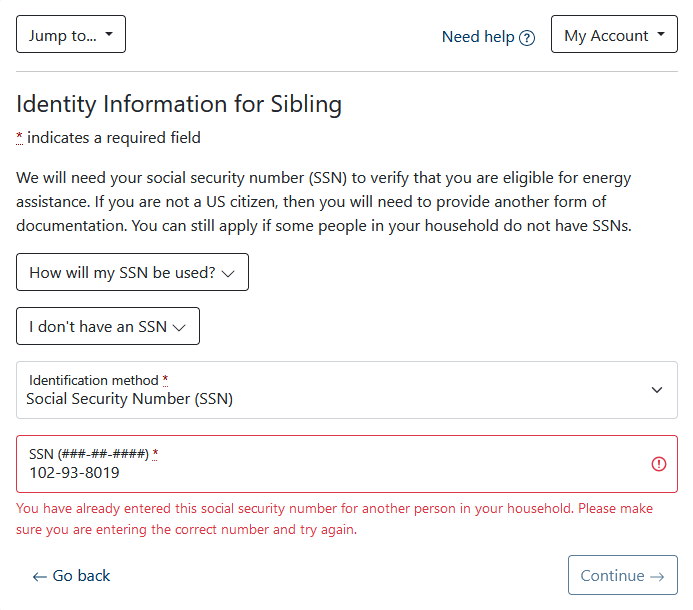 Jump to...
Need help
My Account
Identity Information for Sibling
* indicates a required field
We will need your social security number (SSN) to verify that you are eligible for energy
assistance. If you are not a US citizen, then you will need to provide another form of
documentation. You can still apply if some people in your household do not have SSNs.
How will my SSN be used?
I don't have an SSN
Identification method *
Social Security Number (SSN)
SSN (###-##-####) *
102-93-8019
You have already entered this social security number for another person in your household. Please make
sure you are entering the correct number and try again.
← Go back
Continue →